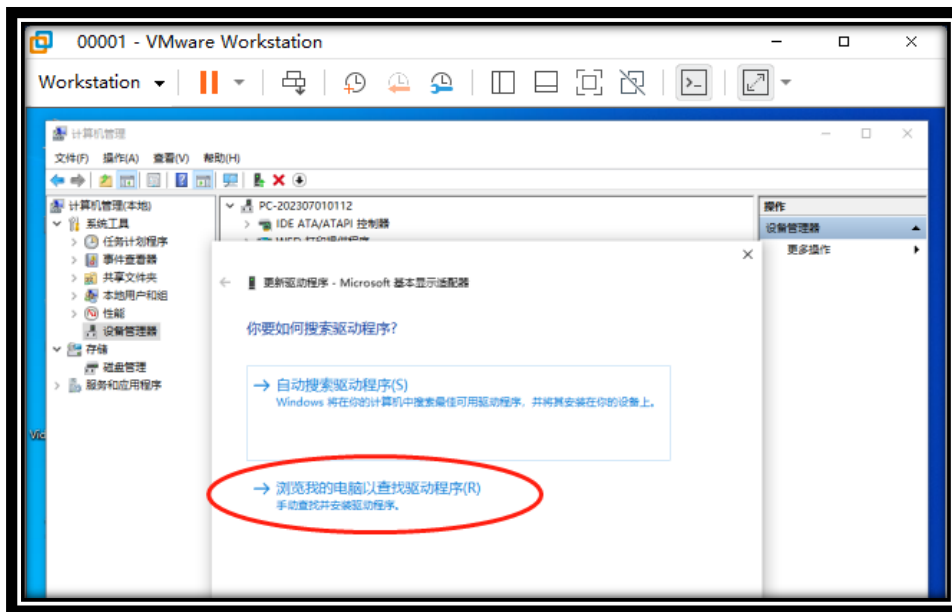 00001 - VMware Workstation
Workstation
计算机管理
文件(F) 操作(A) 查看(V) 帮助(H)
计算机管理(本地)
系统工具
任务计划程序
事件查看器
共享文件夹
本地用户和组
性能
设备管理器
存储
磁盘管理
服务和应用程序
PC-202307010112
IDE ATA/ATAPI 控制器
操作
设备管理器
更多操作
更新驱动程序 - Microsoft 基本显示适配器
你要如何搜索驱动程序?
自动搜索驱动程序(S)
Windows 将在你的计算机中搜索最佳可用驱动程序，并将其安装在你的设备上。
浏览我的电脑以查找驱动程序(R)
手动查找并安装驱动程序。